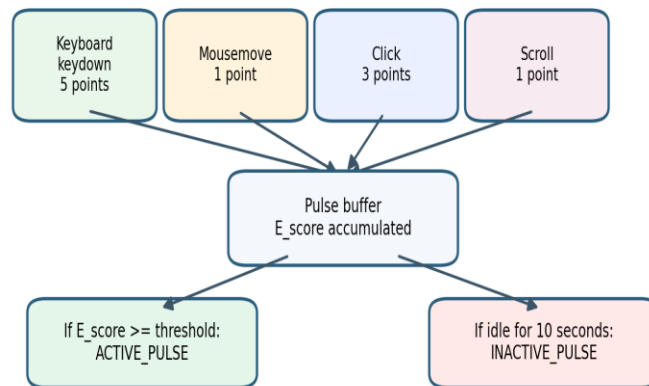 Keyboard
keydown
5 points
Mousemove
1 point
Click
3 points
Scroll
1 point
Pulse buffer
E_score accumulated
If E_score >= threshold:
ACTIVE_PULSE
If idle for 10 seconds:
INACTIVE_PULSE